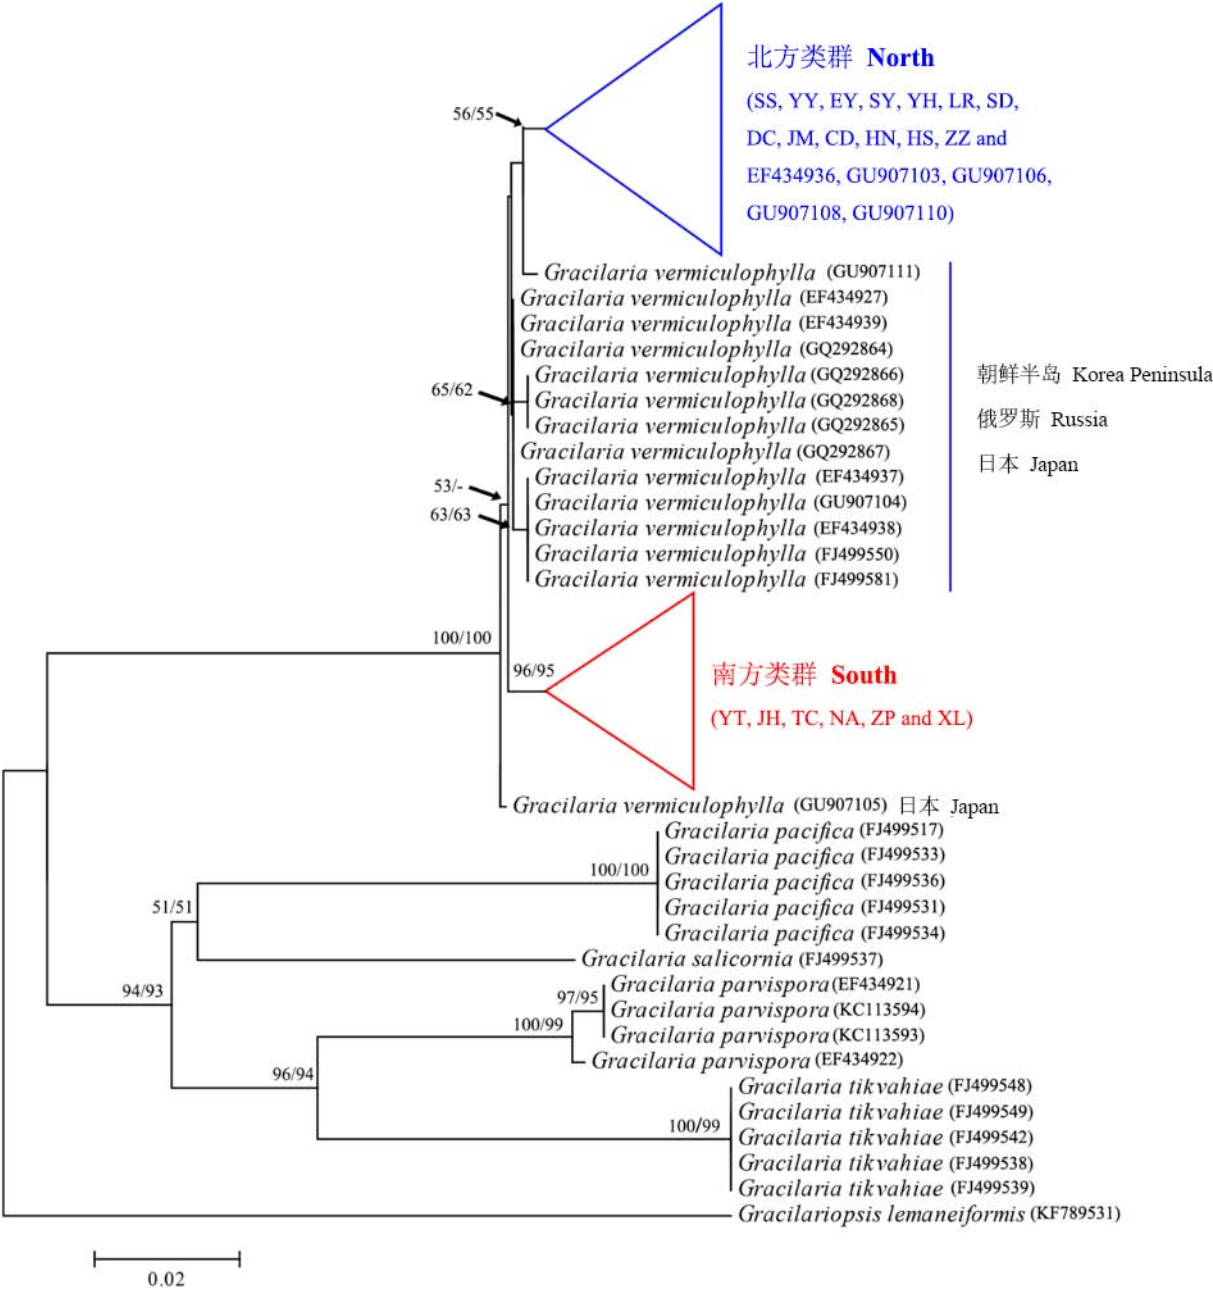 北方类群 North
(SS, YY, EY, SY, YH, LR, SD,
DC, JM, CD, HN, HS, ZZ and
EF434936, GU907103, GU907106,
GU907108, GU907110)
56/55
Gracilaria vermiculophylla (GU907111)
Gracilaria vermiculophylla (EF434927)
Gracilaria vermiculophylla (EF434939)
Gracilaria vermiculophylla (GQ292864)
Gracilaria vermiculophylla (GQ292866)
Gracilaria vermiculophylla (GQ292868)
Gracilaria vermiculophylla (GQ292865)
Gracilaria vermiculophylla (GQ292867)
Gracilaria vermiculophylla (EF434937)
Gracilaria vermiculophylla (GU907104)
Gracilaria vermiculophylla (EF434938)
Gracilaria vermiculophylla (FJ499550)
Gracilaria vermiculophylla (FJ499581)
朝鲜半岛 Korea Peninsula
俄罗斯 Russia
日本 Japan
65/62
53/-
63/63
100/100
96/95
南方类群 South
(YT, JH, TC, NA, ZP and XL)
Gracilaria vermiculophylla (GU907105) 日本 Japan
Gracilaria pacifica (FJ499517)
Gracilaria pacifica (FJ499533)
Gracilaria pacifica (FJ499536)
Gracilaria pacifica (FJ499531)
Gracilaria pacifica (FJ499534)
100/100
51/51
Gracilaria salicornia (FJ499537)
94/93
Gracilaria parvispora (EF434921)
Gracilaria parvispora (KC113594)
Gracilaria parvispora (KC113593)
Gracilaria parvispora (EF434922)
97/95
100/99
96/94
Gracilaria tikvahiae (FJ499548)
Gracilaria tikvahiae (FJ499549)
Gracilaria tikvahiae (FJ499542)
Gracilaria tikvahiae (FJ499538)
Gracilaria tikvahiae (FJ499539)
100/99
Gracilariopsis lemaneiformis (KF789531)
0.02